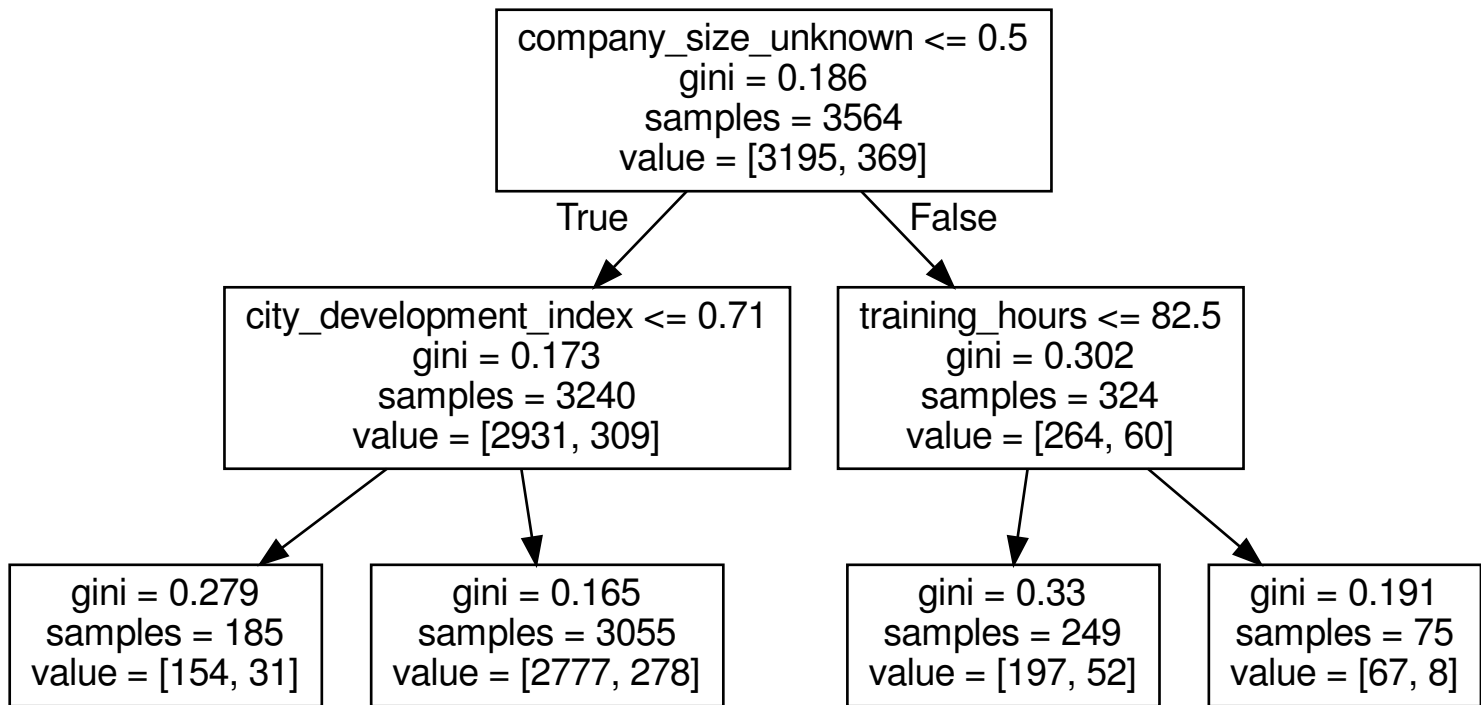 company_size_unknown <= 0.5
gini = 0.186
samples = 3564
value = [3195, 369]
True
False
city_development_index <= 0.71
gini = 0.173
samples = 3240
value = [2931, 309]
training_hours <= 82.5
gini = 0.302
samples = 324
value = [264, 60]
gini = 0.279
samples = 185
value = [154, 31]
gini = 0.165
samples = 3055
value = [2777, 278]
gini = 0.33
samples = 249
value = [197, 52]
gini = 0.191
samples = 75
value = [67, 8]